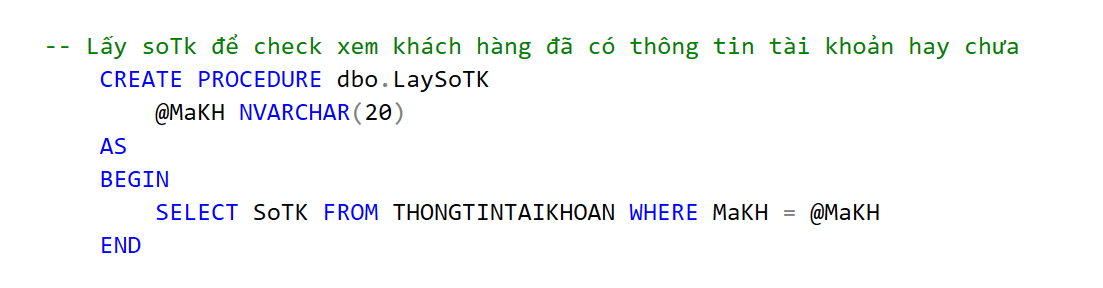 -- Lấy soTk để check xem khách hàng đã có thông tin tài khoản hay chưa
CREATE PROCEDURE dbo.LaySoTK
@MaKH NVARCHAR(20)
AS
BEGIN
SELECT SoTK FROM THONGTINTAIKHOAN WHERE MaKH = @MaKH
END